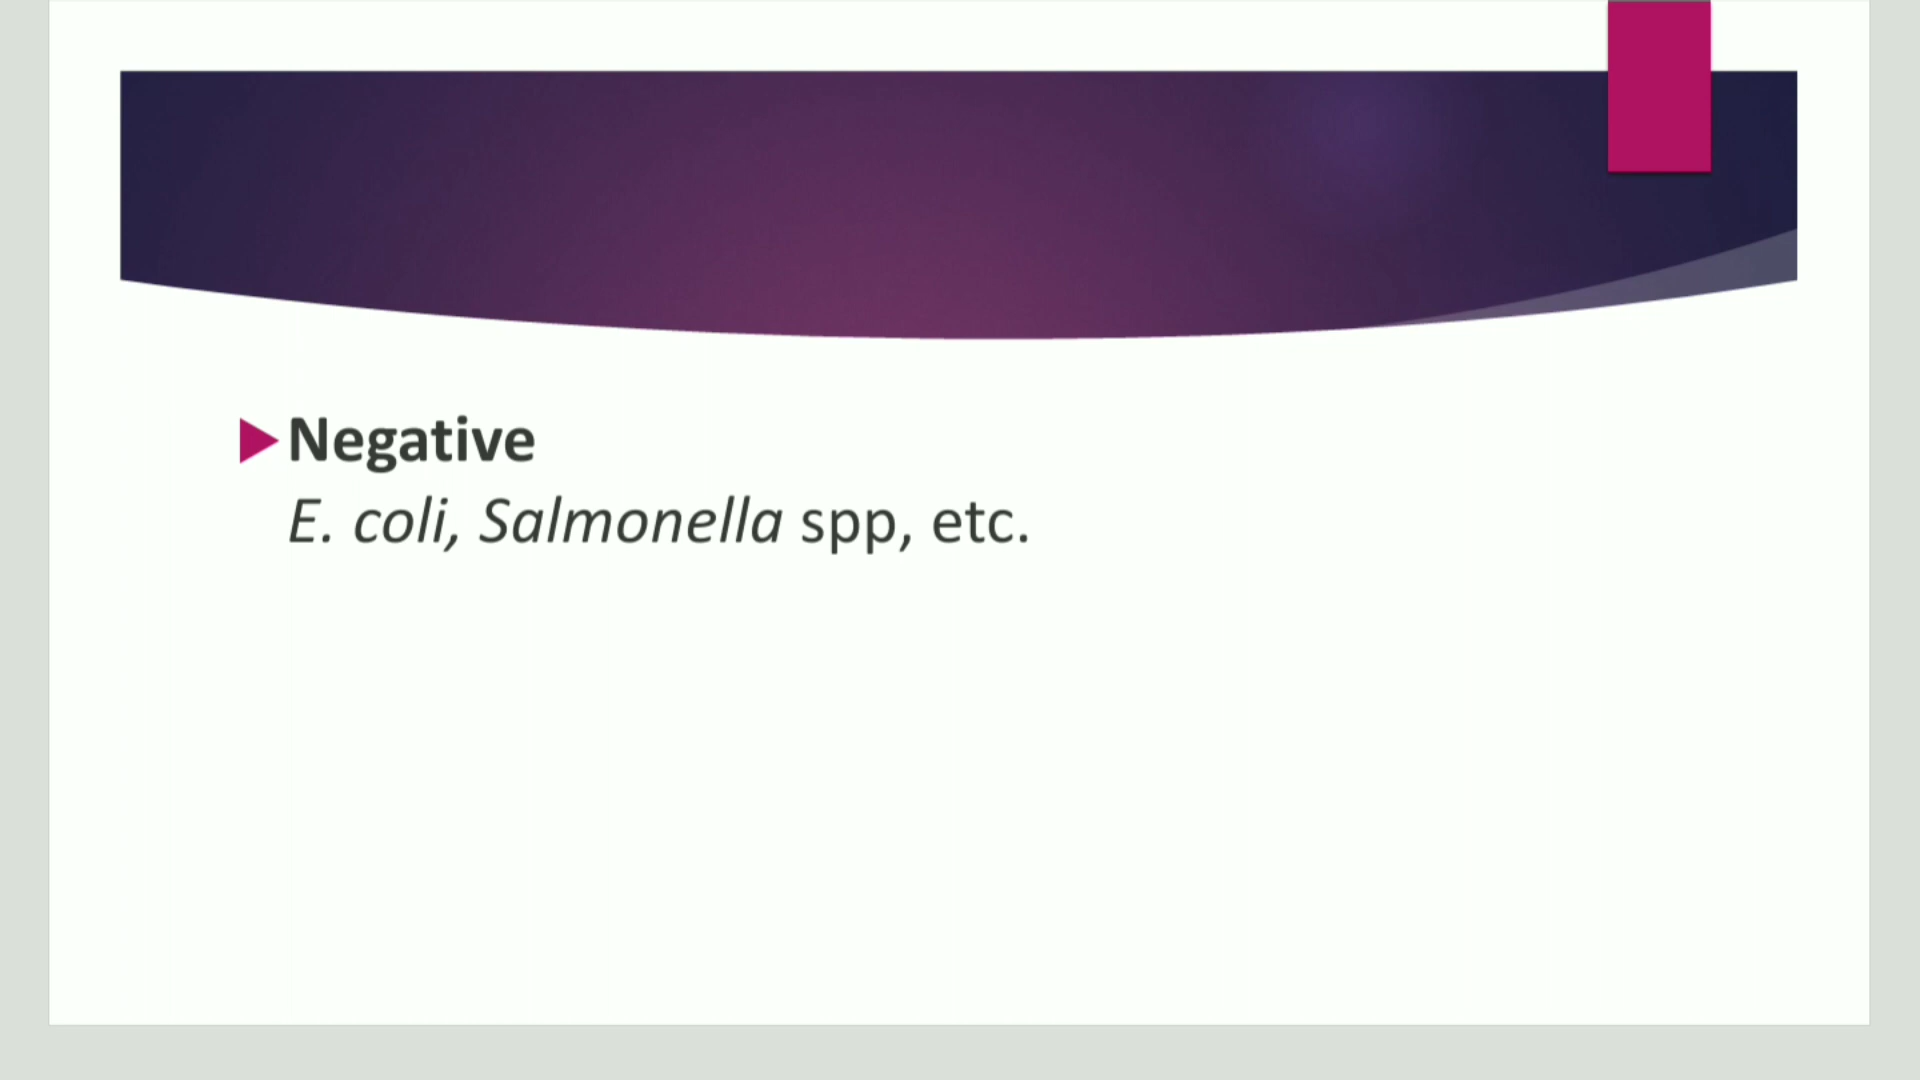 Negative
E. coli, Salmonella spp, etc.